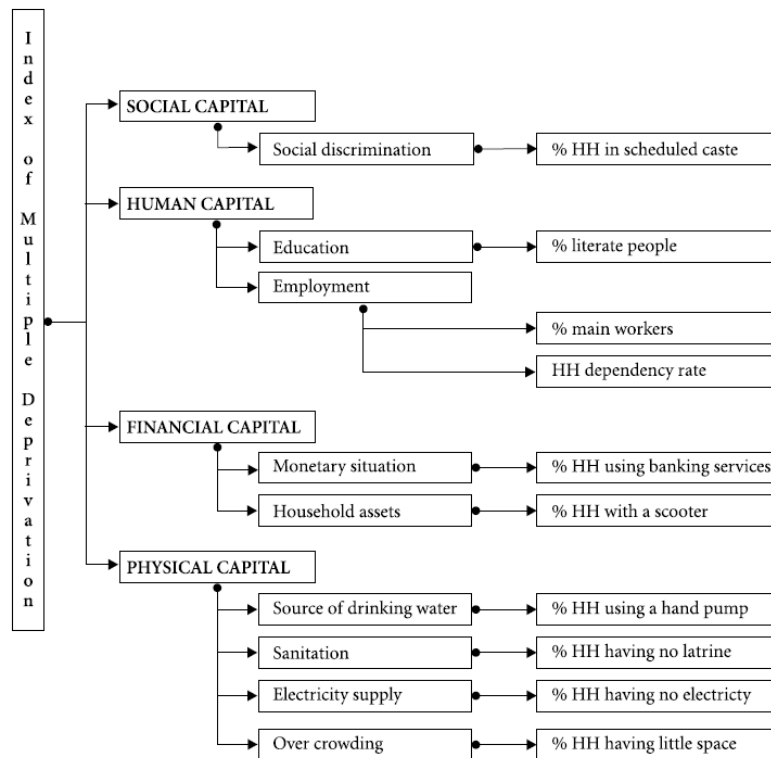 Index of Multiple Deprivation
SOCIAL CAPITAL
Social discrimination
% HH in scheduled caste
HUMAN CAPITAL
Education
% literate people
Employment
% main workers
HH dependency rate
FINANCIAL CAPITAL
Monetary situation
% HH using banking services
Household assets
% HH with a scooter
PHYSICAL CAPITAL
Source of drinking water
% HH using a hand pump
Sanitation
% HH having no latrine
Electricity supply
% HH having no electricty
Over crowding
% HH having little space